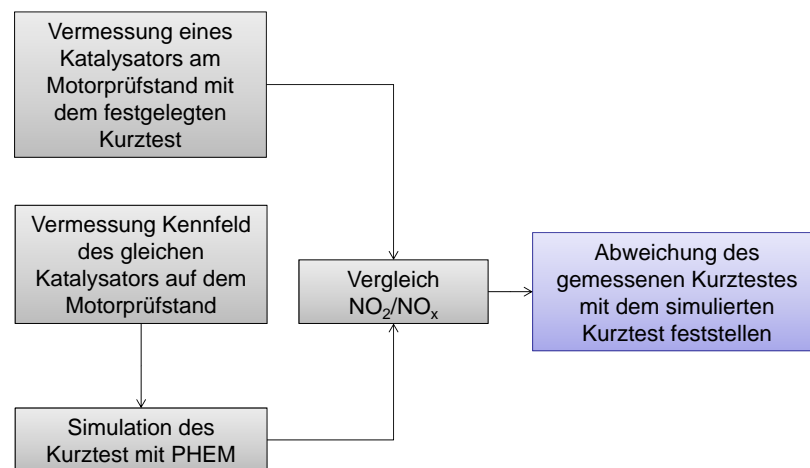 Vermessung eines
Katalysators am
Motorprüfstand mit
dem festgelegten
Kurztest
Vermessung Kennfeld
des gleichen
Katalysators auf dem
Motorprüfstand
Vergleich
NO₂/NOₓ
Abweichung des
gemessenen Kurztestes
mit dem simulierten
Kurztest feststellen
Simulation des
Kurztest mit PHEM